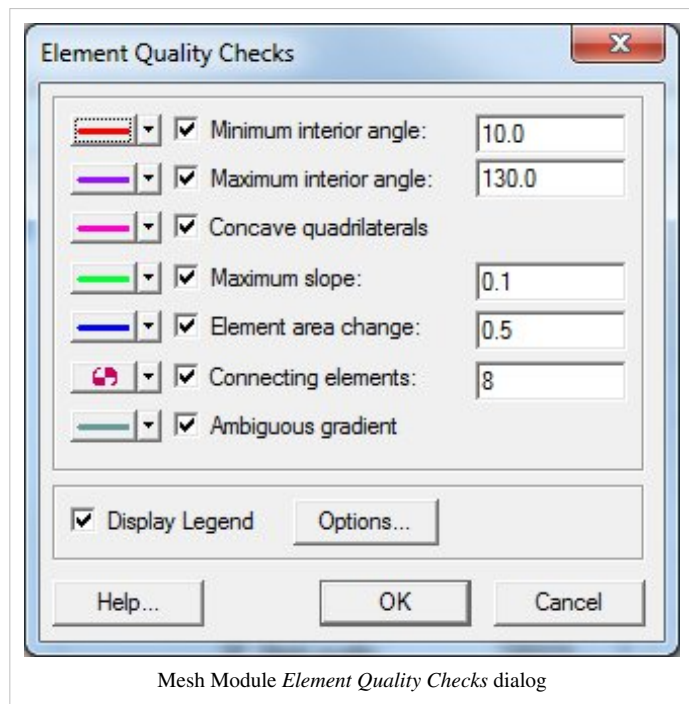 Element Quality Checks
Minimum interior angle: 10.0
Maximum interior angle: 130.0
Concave quadrilaterals
Maximum slope: 0.1
Element area change: 0.5
Connecting elements: 8
Ambiguous gradient
Display Legend Options...
Help... OK Cancel
Mesh Module Element Quality Checks dialog